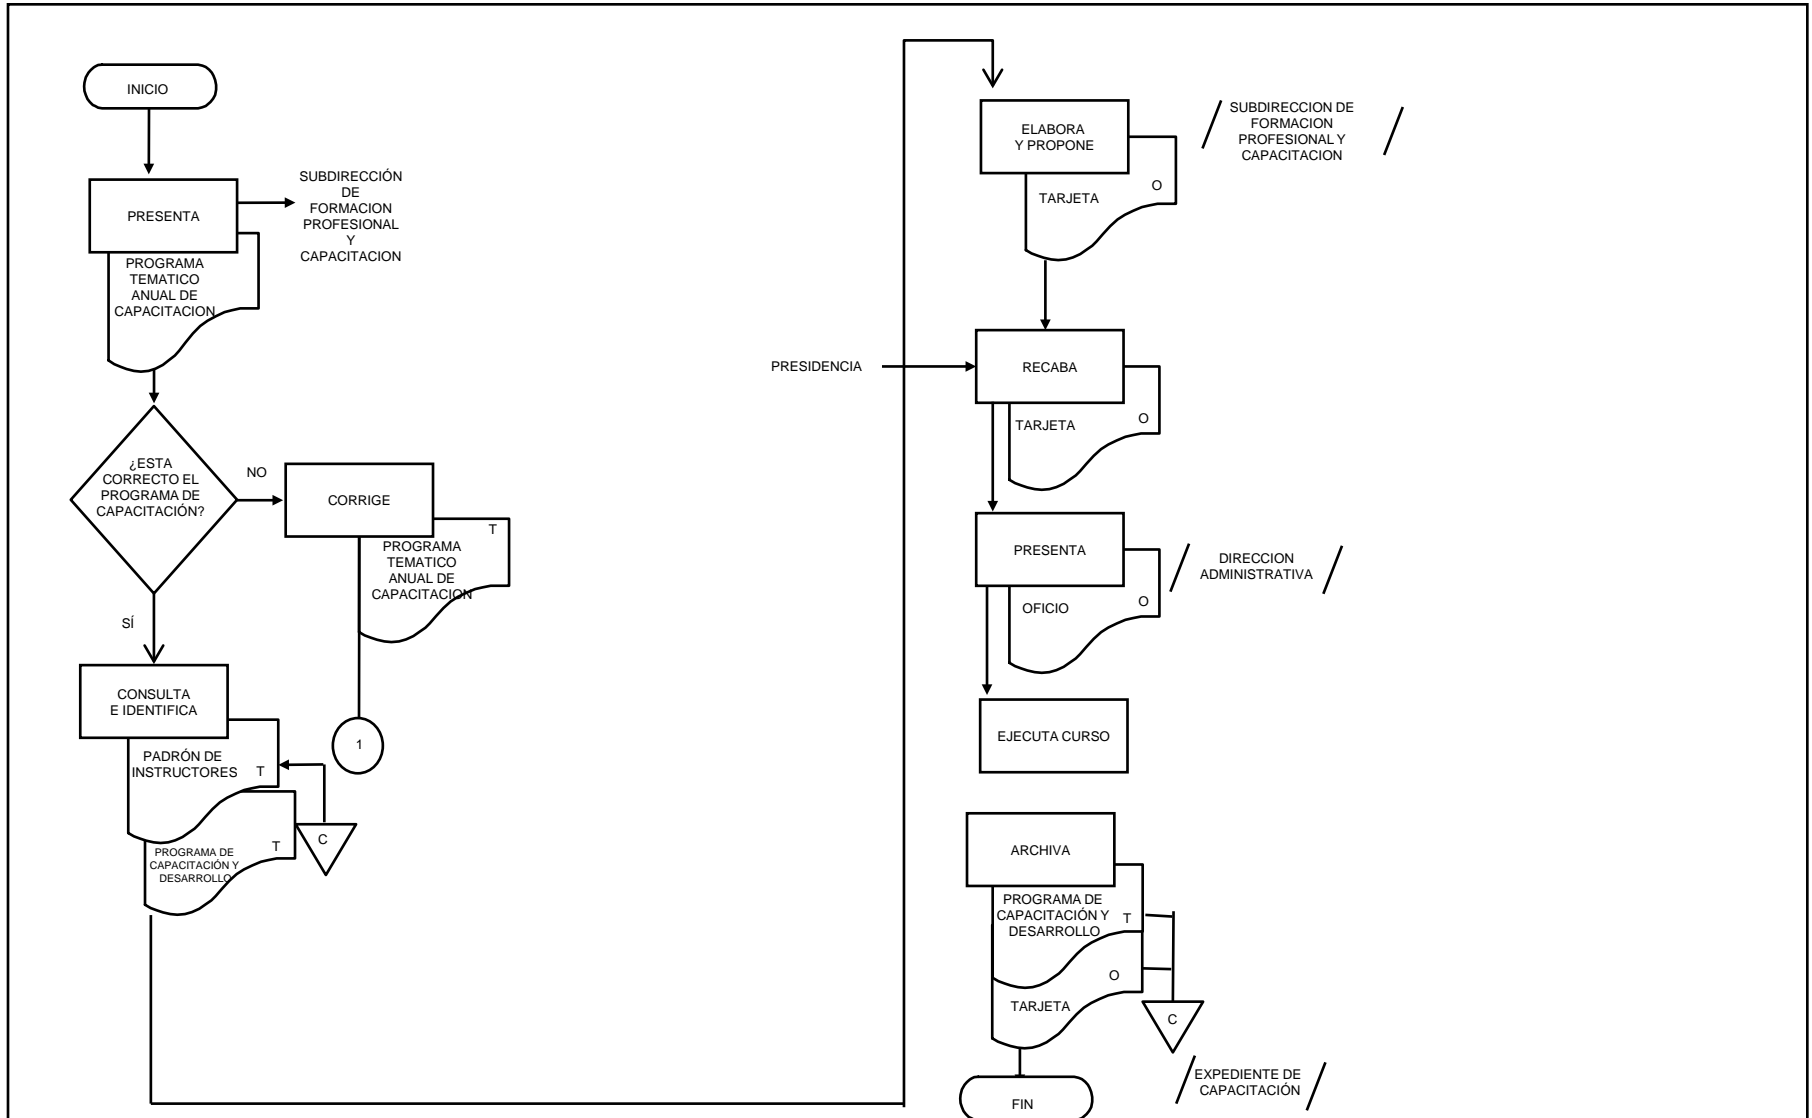 INICIO
PRESENTA
SUBDIRECCIÓN
DE
FORMACION
PROFESIONAL
Y
CAPACITACION
PROGRAMA
TEMATICO
ANUAL DE
CAPACITACION
¿ESTA
CORRECTO EL
PROGRAMA DE
CAPACITACIÓN?
NO
CORRIGE
T
PROGRAMA
TEMATICO
ANUAL DE
CAPACITACION
1
SÍ
CONSULTA
E IDENTIFICA
PADRÓN DE
INSTRUCTORES
T
PROGRAMA DE
CAPACITACIÓN Y
DESARROLLO
T
C
ELABORA
Y PROPONE
TARJETA
O
SUBDIRECCION DE
FORMACION
PROFESIONAL Y
CAPACITACION
PRESIDENCIA
RECABA
TARJETA
O
PRESENTA
OFICIO
O
DIRECCION
ADMINISTRATIVA
EJECUTA CURSO
ARCHIVA
PROGRAMA DE
CAPACITACIÓN Y
DESARROLLO
T
TARJETA
O
C
EXPEDIENTE DE
CAPACITACIÓN
FIN